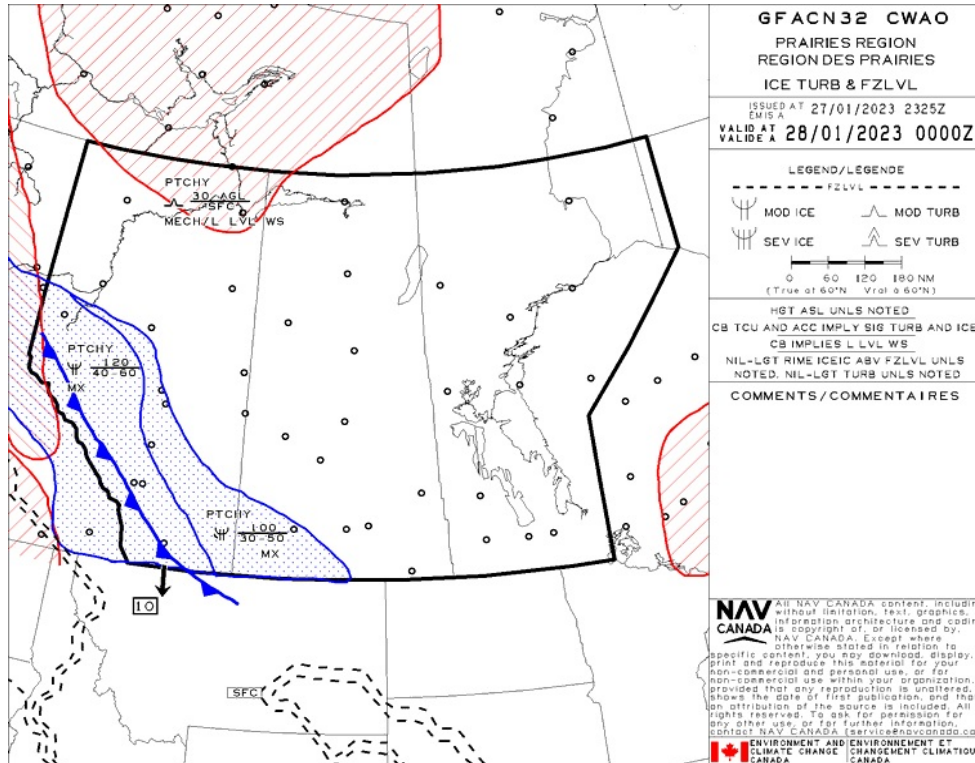 GFACN32 CWAO
PRAIRIES REGION
REGION DES PRAIRIES
ICE TURB & FZLVL
ISSUED AT 27/01/2023 2325Z
EMIS A
VALID AT 28/01/2023 0000Z
VALIDE A
LEGEND/LÉGENDE
FZLVL
MOD ICE MOD TURB
SEV ICE SEV TURB
0 60 120 180 NM
(True at 60°N Vrai à 60°N)
HGT ASL UNLS NOTED
CB TCU AND ACC IMPLY SIG TURB AND ICE
CB IMPLIES L LVL WS
NIL-LGT RIME ICEIC ABV FZLVL UNLS
NOTED. NIL-LGT TURB UNLS NOTED
COMMENTS/COMMENTAIRES
PTCHY
30 AGL
SFC
MECH/L LVL WS
PTCHY
120
40-60
MX
PTCHY
100
30-50
MX
10
SFC
NAV
CANADA
All NAV CANADA content, includin
without limitation, text, graphics,
information architecture and codin
is copyright of, or licensed by,
NAV CANADA. Except where
otherwise stated in relation to
specific content, you may download, display,
print and reproduce this material for your
non-commercial and personal use, or for
non-commercial use within your organization,
provided that any reproduction is unaltered,
shows the date of first publication, and tha
an attribution of the source is included. All
rights reserved. To ask for permission for
any other use, or for further information,
contact NAV CANADA (service@navcanada.ca
ENVIRONMENT AND
CLIMATE CHANGE
CANADA
ENVIRONNEMENT ET
CHANGEMENT CLIMATIQU
CANADA